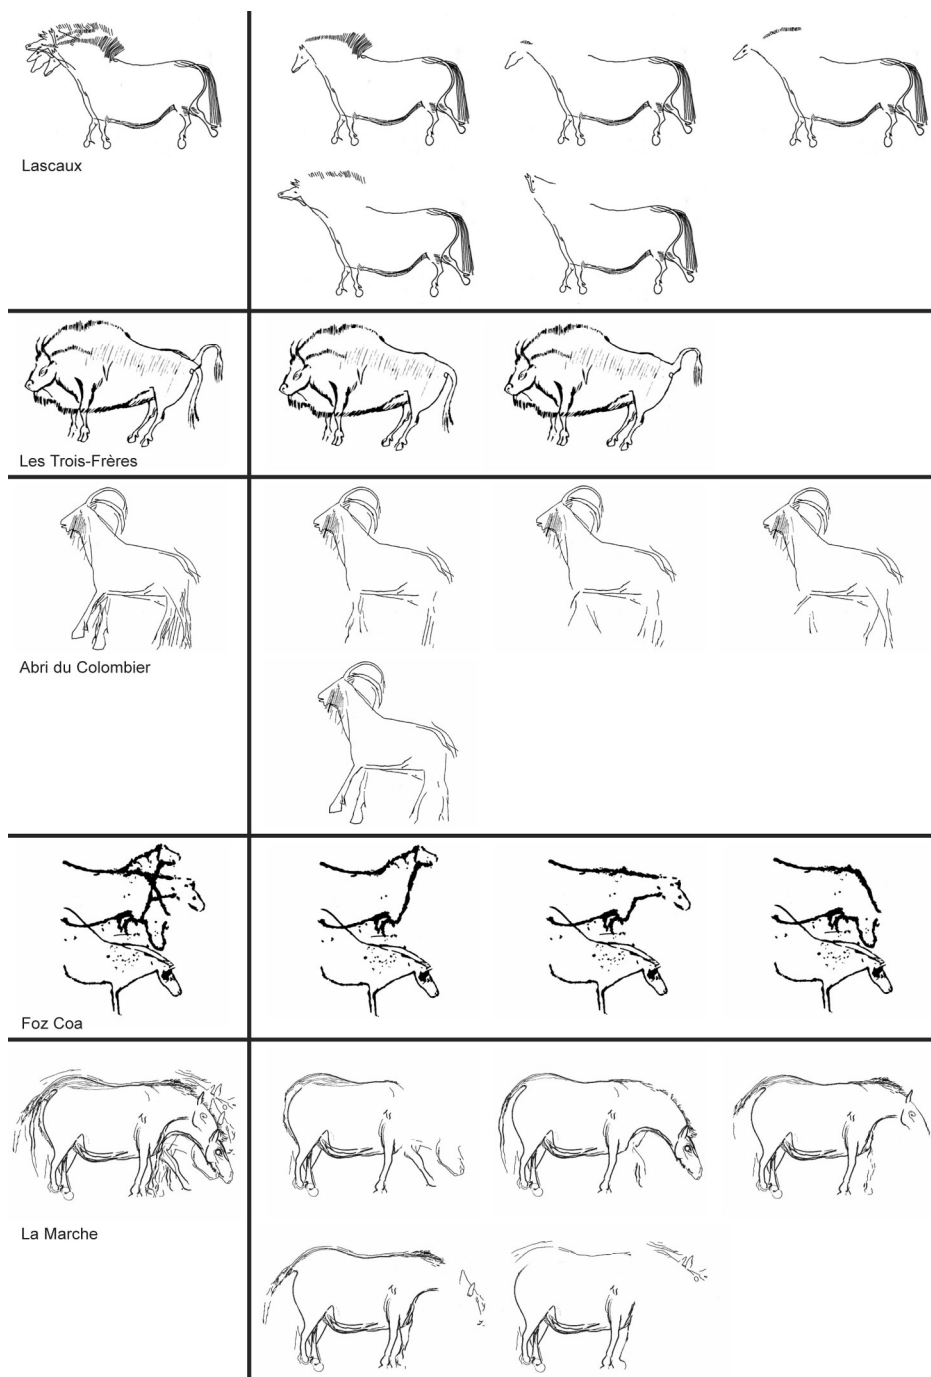 Lascaux
Les Trois-Frères
Abri du Colombier
Foz Coa
La Marche